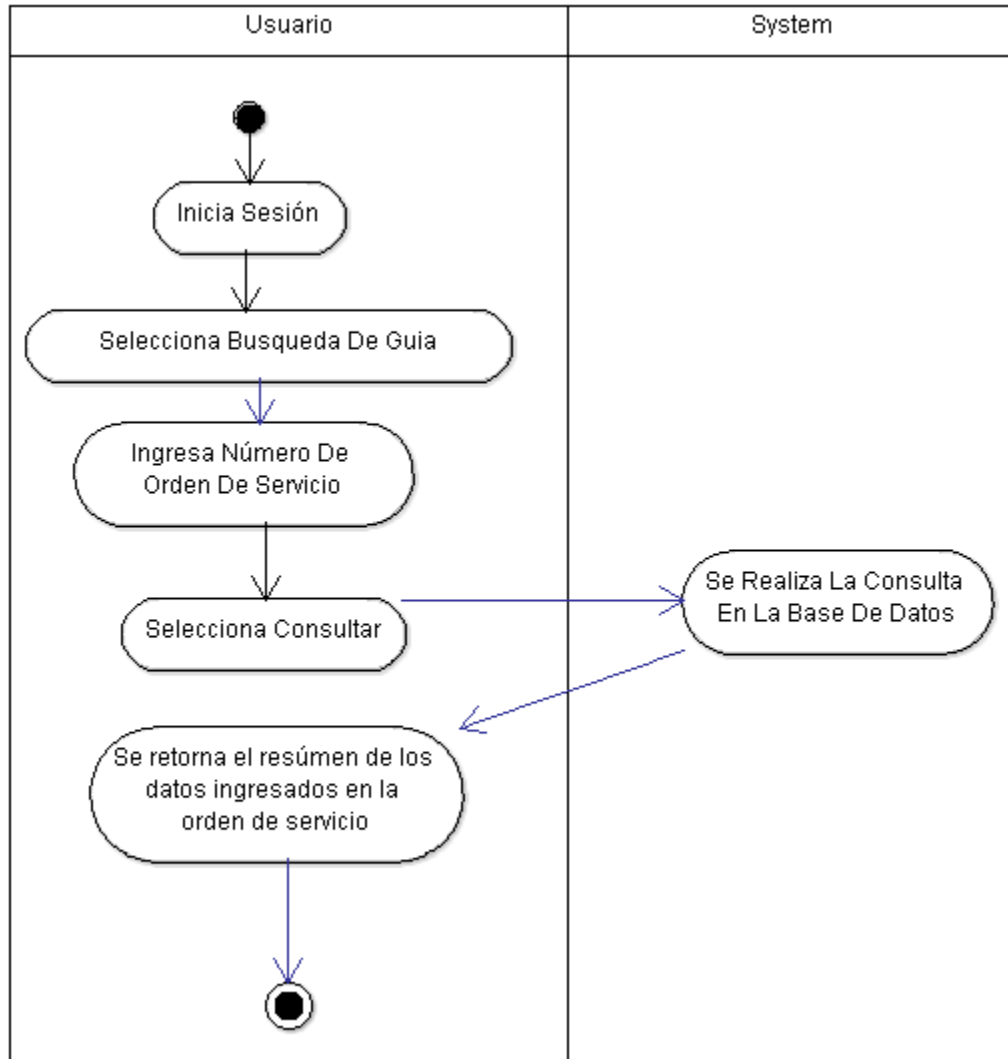 Usuario
System
Inicia Sesión
Selecciona Busqueda De Guia
Ingresa Número De
Orden De Servicio
Selecciona Consultar
Se Realiza La Consulta
En La Base De Datos
Se retorna el resúmen de los
datos ingresados en la
orden de servicio